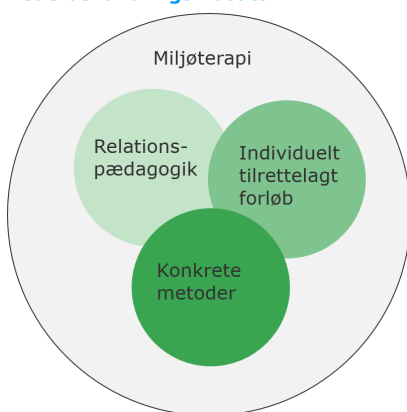 Miljøterapi
Relations-
pædagogik
Individuelt
tilrettelagt
forløb
Konkrete
metoder